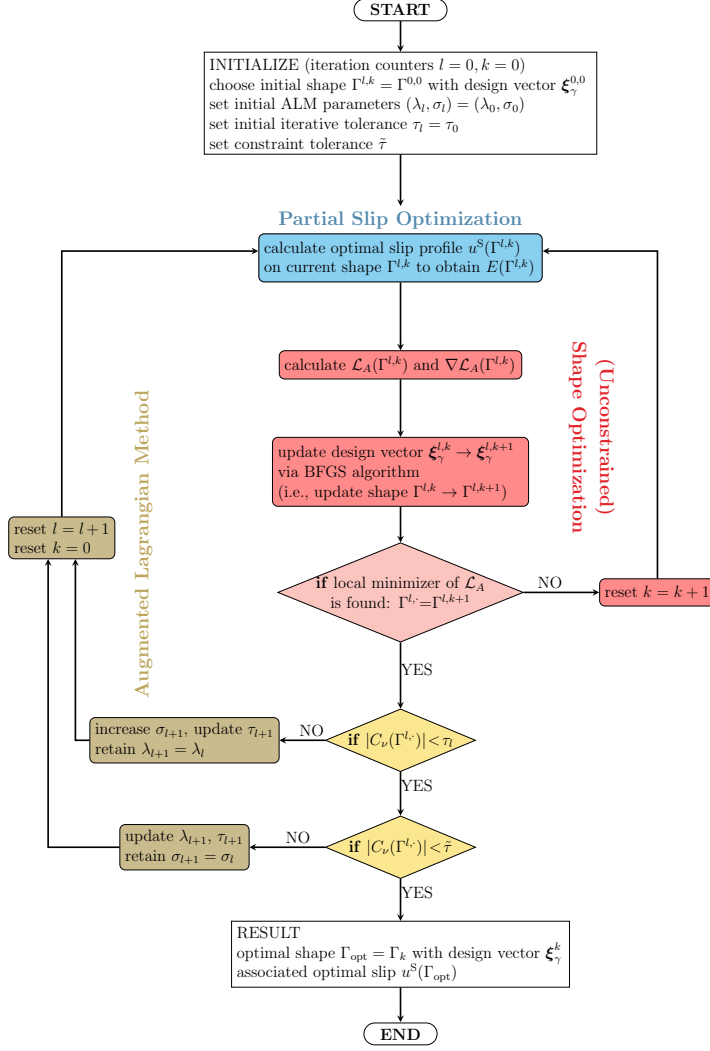 START
INITIALIZE (iteration counters l = 0, k = 0)
choose initial shape Γ^{l,k} = Γ^{0,0} with design vector ξ_γ^{0,0}
set initial ALM parameters (λ_l, σ_l) = (λ_0, σ_0)
set initial iterative tolerance τ_l = τ_0
set constraint tolerance τ̃
Partial Slip Optimization
calculate optimal slip profile u^S(Γ^{l,k})
on current shape Γ^{l,k} to obtain E(Γ^{l,k})
calculate ℒ_A(Γ^{l,k}) and ∇ℒ_A(Γ^{l,k})
(Unconstrained)
Shape Optimization
update design vector ξ_γ^{l,k} → ξ_γ^{l,k+1}
via BFGS algorithm
(i.e., update shape Γ^{l,k} → Γ^{l,k+1})
Augmented Lagrangian Method
reset l = l + 1
reset k = 0
if local minimizer of ℒ_A
is found: Γ^{l,·} = Γ^{l,k+1}
NO
reset k = k + 1
YES
increase σ_{l+1}, update τ_{l+1}
retain λ_{l+1} = λ_l
NO
if |C_ν(Γ^{l,·})| < τ_l
YES
update λ_{l+1}, τ_{l+1}
retain σ_{l+1} = σ_l
NO
if |C_ν(Γ^{l,·})| < τ̃
YES
RESULT
optimal shape Γ_opt = Γ_k with design vector ξ_γ^k
associated optimal slip u^S(Γ_opt)
END